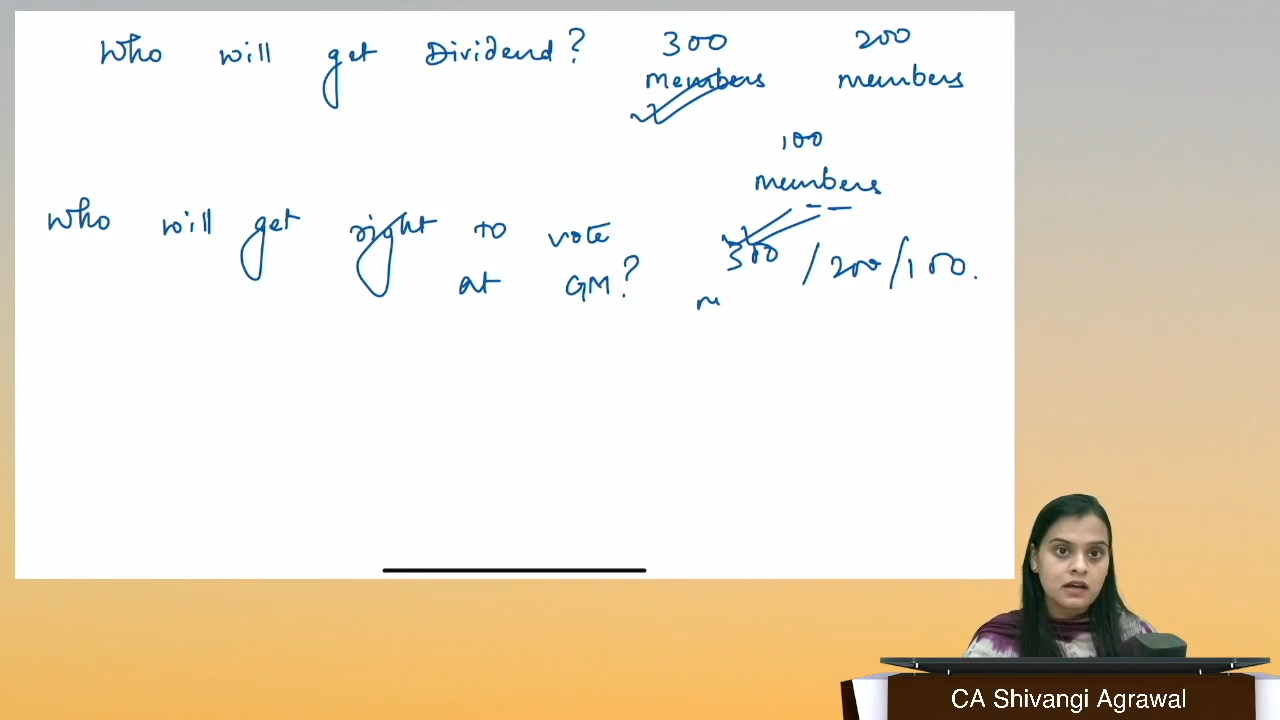 Who will get Dividend? 300 200
members members
100
members
Who will get right to vote
at GM? 300 / 200 / 100.
m
CA Shivangi Agrawal